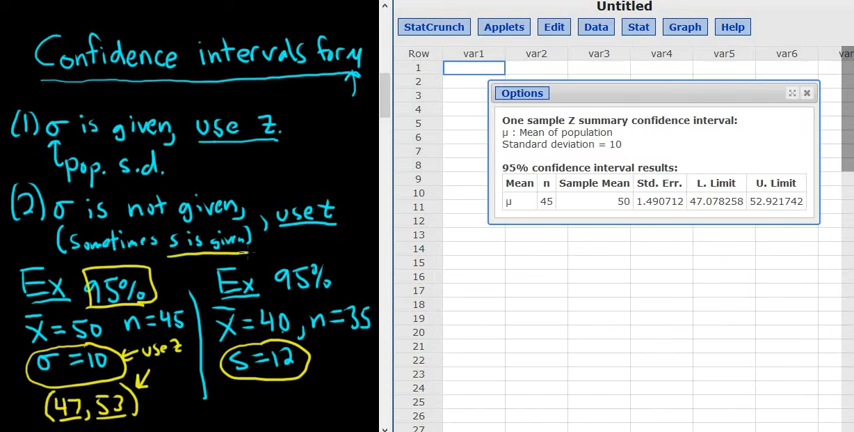 Confidence intervals for μ
(1) σ is given, use Z.
pop. s.d.
(2) σ is not given, use t
(sometimes s is given)
Ex 95%
x̄ = 50 n=45
σ = 10 ← use Z
(47, 53)
Ex 95%
x̄ = 40, n=35
s = 12
Untitled
StatCrunch Applets Edit Data Stat Graph Help
Row var1 var2 var3 var4 var5 var6 var
1
2
3
4
5
6
7
8
9
10
11
12
13
14
15
16
17
18
19
20
21
22
23
24
25
26
27
Options
One sample Z summary confidence interval:
μ : Mean of population
Standard deviation = 10
95% confidence interval results:
Mean n Sample Mean Std. Err. L. Limit U. Limit
μ 45 50 1.490712 47.078258 52.921742